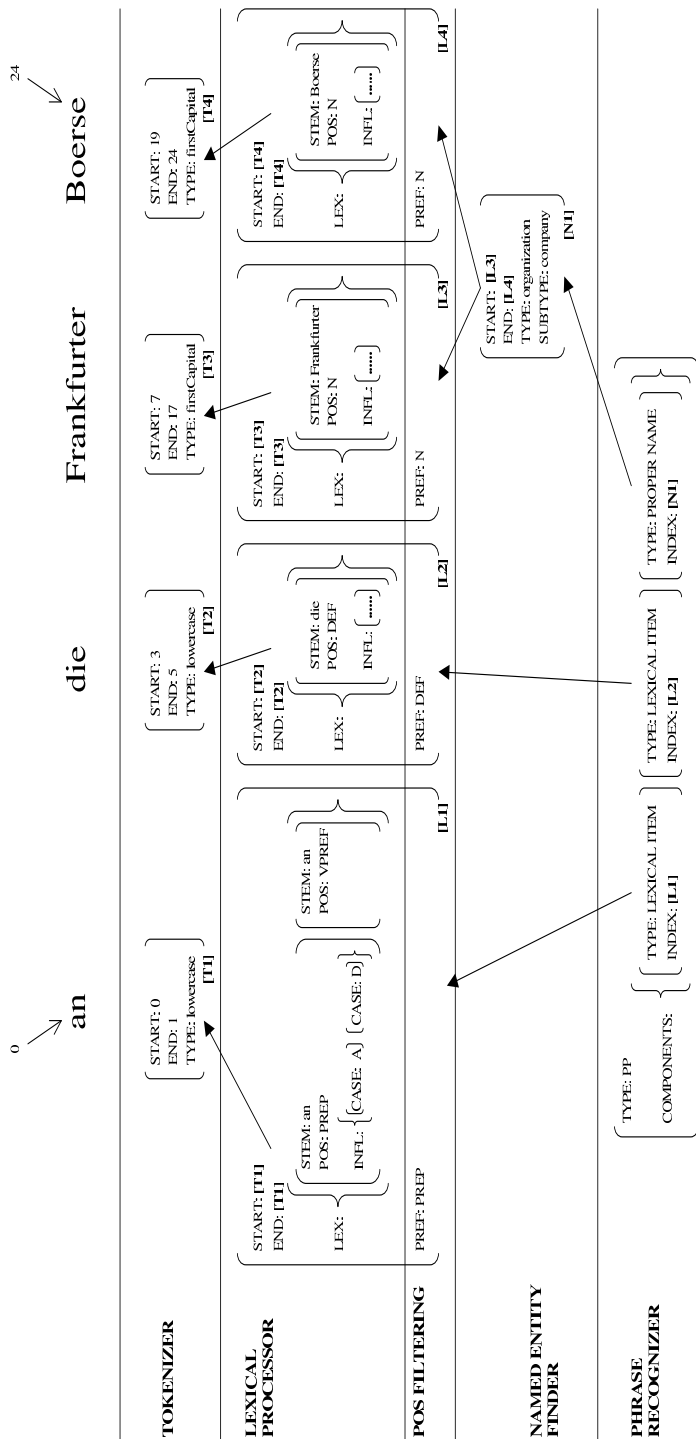 0
24
an die Frankfurter Boerse
TOKENIZER
START: 0
END: 1
TYPE: lowercase
[T1]
START: 3
END: 5
TYPE: lowercase
[T2]
START: 7
END: 17
TYPE: firstCapital
[T3]
START: 19
END: 24
TYPE: firstCapital
[T4]
LEXICAL
PROCESSOR
START: [T1]
END: [T1]
LEX:
STEM: an
POS: PREP
INFL: CASE: A CASE: D
STEM: an
POS: VPREF
START: [T2]
END: [T2]
LEX:
STEM: die
POS: DEF
INFL: ......
START: [T3]
END: [T3]
LEX:
STEM: Frankfurter
POS: N
INFL: ......
START: [T4]
END: [T4]
LEX:
STEM: Boerse
POS: N
INFL: ......
POS FILTERING
PREF: PREP
[L1]
PREF: DEF
[L2]
PREF: N
[L3]
PREF: N
[L4]
NAMED ENTITY
FINDER
START: [L3]
END: [L4]
TYPE: organization
SUBTYPE: company
[N1]
PHRASE
RECOGNIZER
TYPE: PP
COMPONENTS:
TYPE: LEXICAL ITEM
INDEX: [L1]
TYPE: LEXICAL ITEM
INDEX: [L2]
TYPE: PROPER NAME
INDEX: [N1]